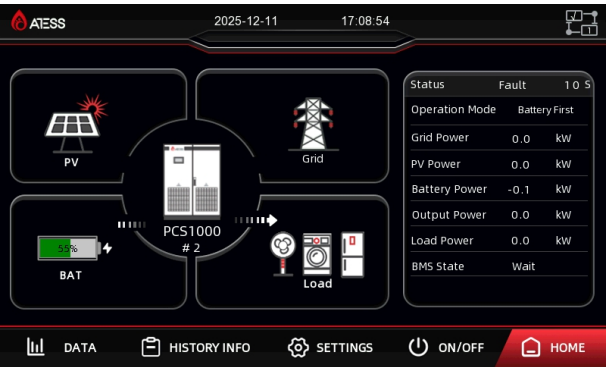 ATESS
2025-12-11 17:08:54
1
PV
Grid
PCS1000
# 2
55%
BAT
Load
Status Fault 10 S
Operation Mode Battery First
Grid Power 0.0 kW
PV Power 0.0 kW
Battery Power -0.1 kW
Output Power 0.0 kW
Load Power 0.0 kW
BMS State Wait
DATA
HISTORY INFO
SETTINGS
ON/OFF
HOME